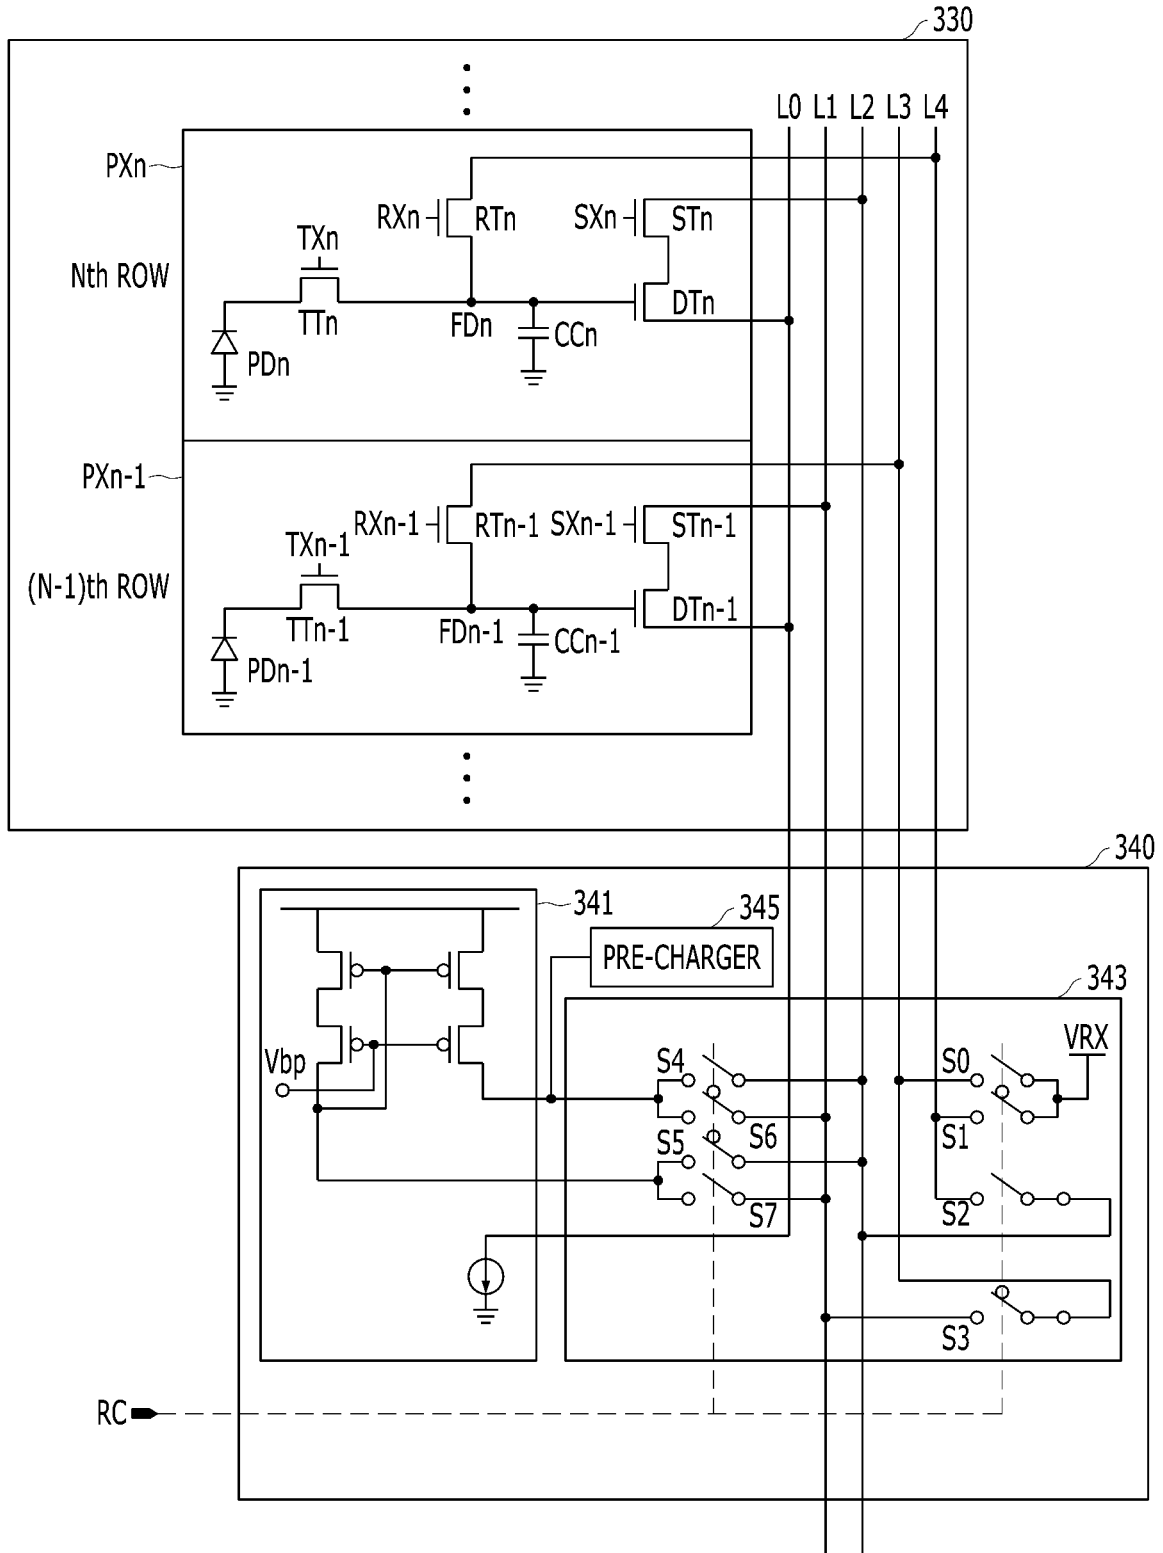 330
L0 L1 L2 L3 L4
PXn
RXn RTn SXn STn
TXn
Nth ROW
TTn FDn CCn DTn
PDn
PXn-1
RXn-1 RTn-1 SXn-1 STn-1
TXn-1
(N-1)th ROW
TTn-1 FDn-1 CCn-1 DTn-1
PDn-1
340
341 345
PRE-CHARGER
343
Vbp S4 S0 VRX
S5 S6 S1
S7 S2
S3
RC